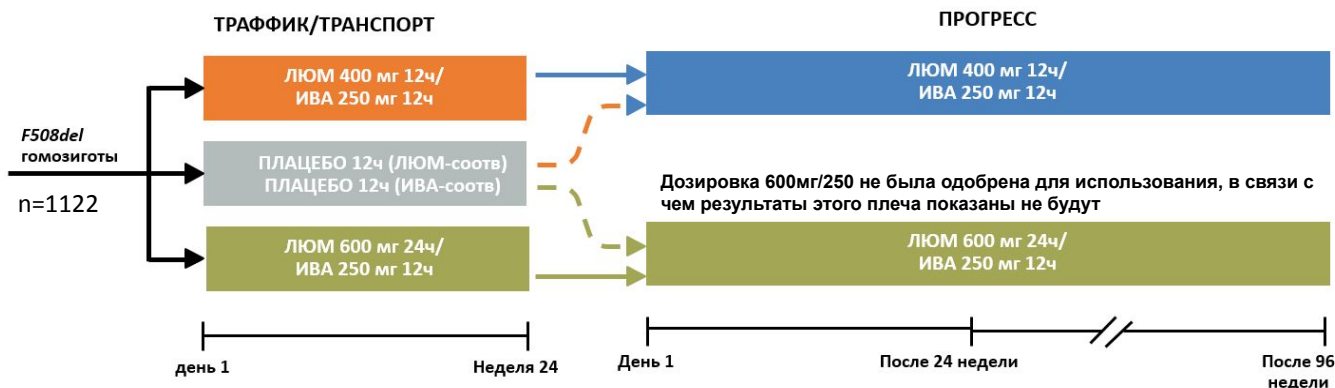 ТРАФФИК/ТРАНСПОРТ
ПРОГРЕСС
F508del
гомозиготы
n=1122
ЛЮМ 400 мг 12ч/
ИВА 250 мг 12ч
ПЛАЦЕБО 12ч (ЛЮМ-соотв)
ПЛАЦЕБО 12ч (ИВА-соотв)
ЛЮМ 600 мг 24ч/
ИВА 250 мг 12ч
ЛЮМ 400 мг 12ч/
ИВА 250 мг 12ч
Дозировка 600мг/250 не была одобрена для использования, в связи с
чем результаты этого плеча показаны не будут
ЛЮМ 600 мг 24ч/
ИВА 250 мг 12ч
день 1
Неделя 24
День 1
После 24 недели
После 96
недели